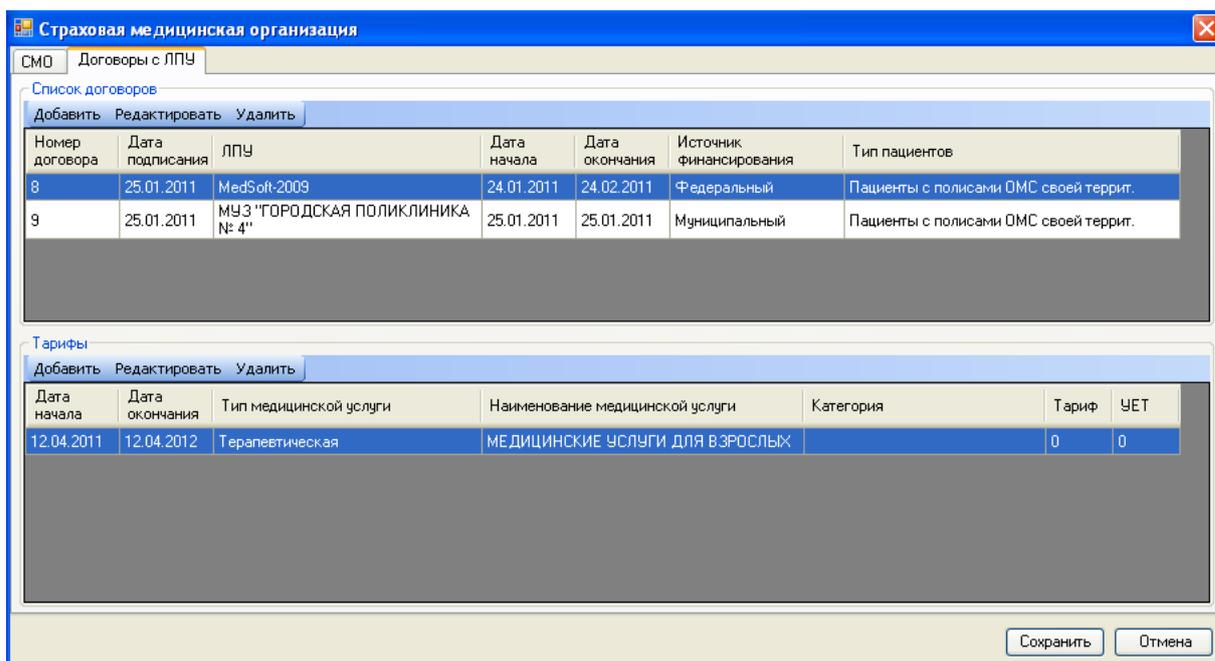 Страховая медицинская организация
СМО Договоры с ЛПУ
Список договоров
Добавить Редактировать Удалить
Номер договора Дата подписания ЛПУ Дата начала Дата окончания Источник финансирования Тип пациентов
8 25.01.2011 MedSoft-2009 24.01.2011 24.02.2011 Федеральный Пациенты с полисами ОМС своей террит.
9 25.01.2011 МУЗ "ГОРОДСКАЯ ПОЛИКЛИНИКА № 4" 25.01.2011 25.01.2011 Муниципальный Пациенты с полисами ОМС своей террит.
Тарифы
Добавить Редактировать Удалить
Дата начала Дата окончания Тип медицинской услуги Наименование медицинской услуги Категория Тариф УЕТ
12.04.2011 12.04.2012 Терапевтическая МЕДИЦИНСКИЕ УСЛУГИ ДЛЯ ВЗРОСЛЫХ 0 0
Сохранить Отмена